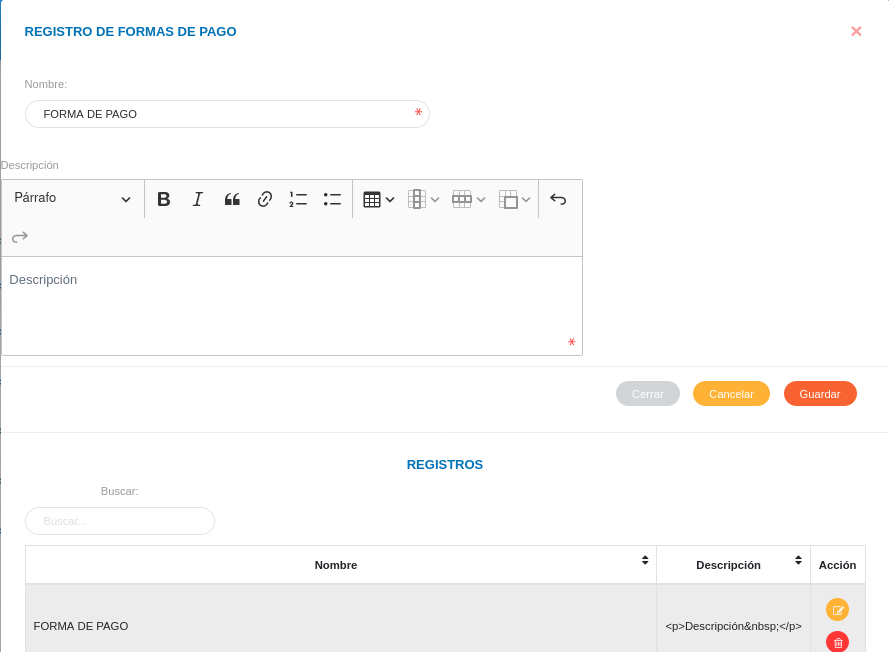 REGISTRO DE FORMAS DE PAGO
Nombre:
FORMA DE PAGO *
Descripción
Párrafo
Descripción
*
Cerrar Cancelar Guardar
REGISTROS
Buscar:
Buscar...
Nombre Descripción Acción
FORMA DE PAGO <p>Descripción&nbsp;</p>